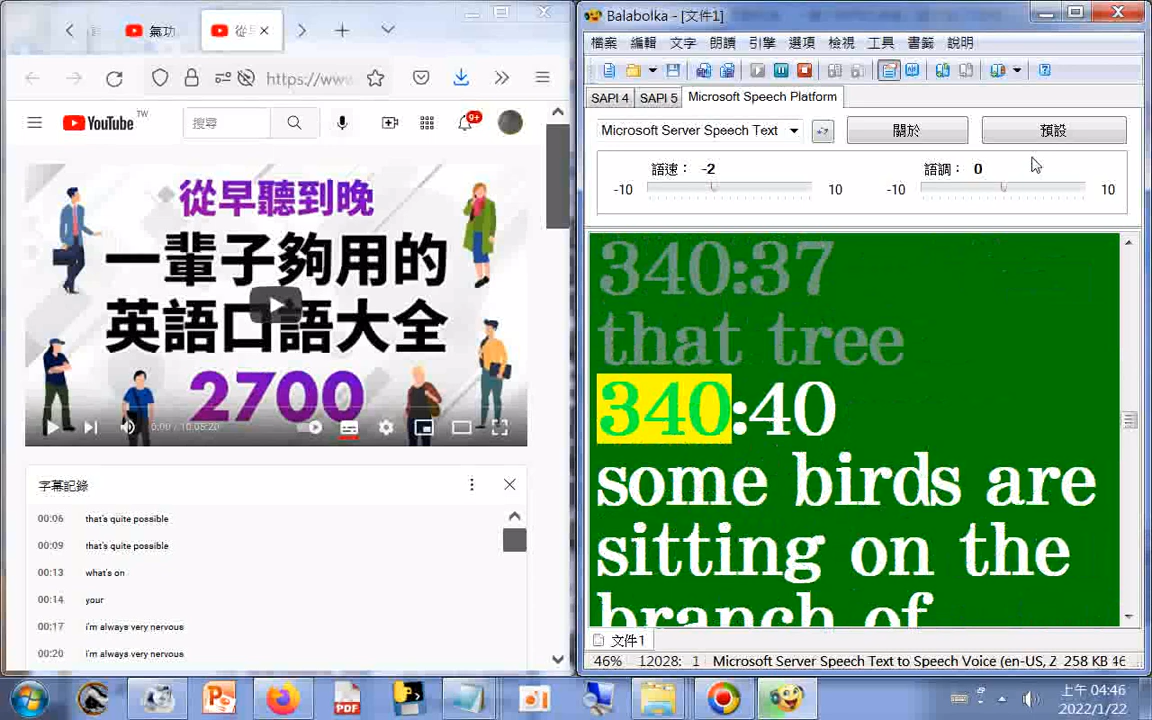 氣功
從
https://www
YouTube TW
搜尋
9+
從早聽到晚
一輩子夠用的
英語口語大全
2700
0:00 / 10:05:20
字幕記錄
00:06 that's quite possible
00:09 that's quite possible
00:13 what's on
00:14 your
00:17 i'm always very nervous
00:20 i'm always very nervous
Balabolka - [文件1]
檔案 編輯 文字 朗讀 引擎 選項 檢視 工具 書籤 說明
SAPI 4 SAPI 5 Microsoft Speech Platform
Microsoft Server Speech Text
關於
預設
語速： -2
-10 10
語調： 0
-10 10
340:37
that tree
340:40
some birds are
sitting on the
branch of
文件1
46% 12028: 1 Microsoft Server Speech Text to Speech Voice (en-US, Z 258 KB 46
PDF
上午 04:46
2022/1/22